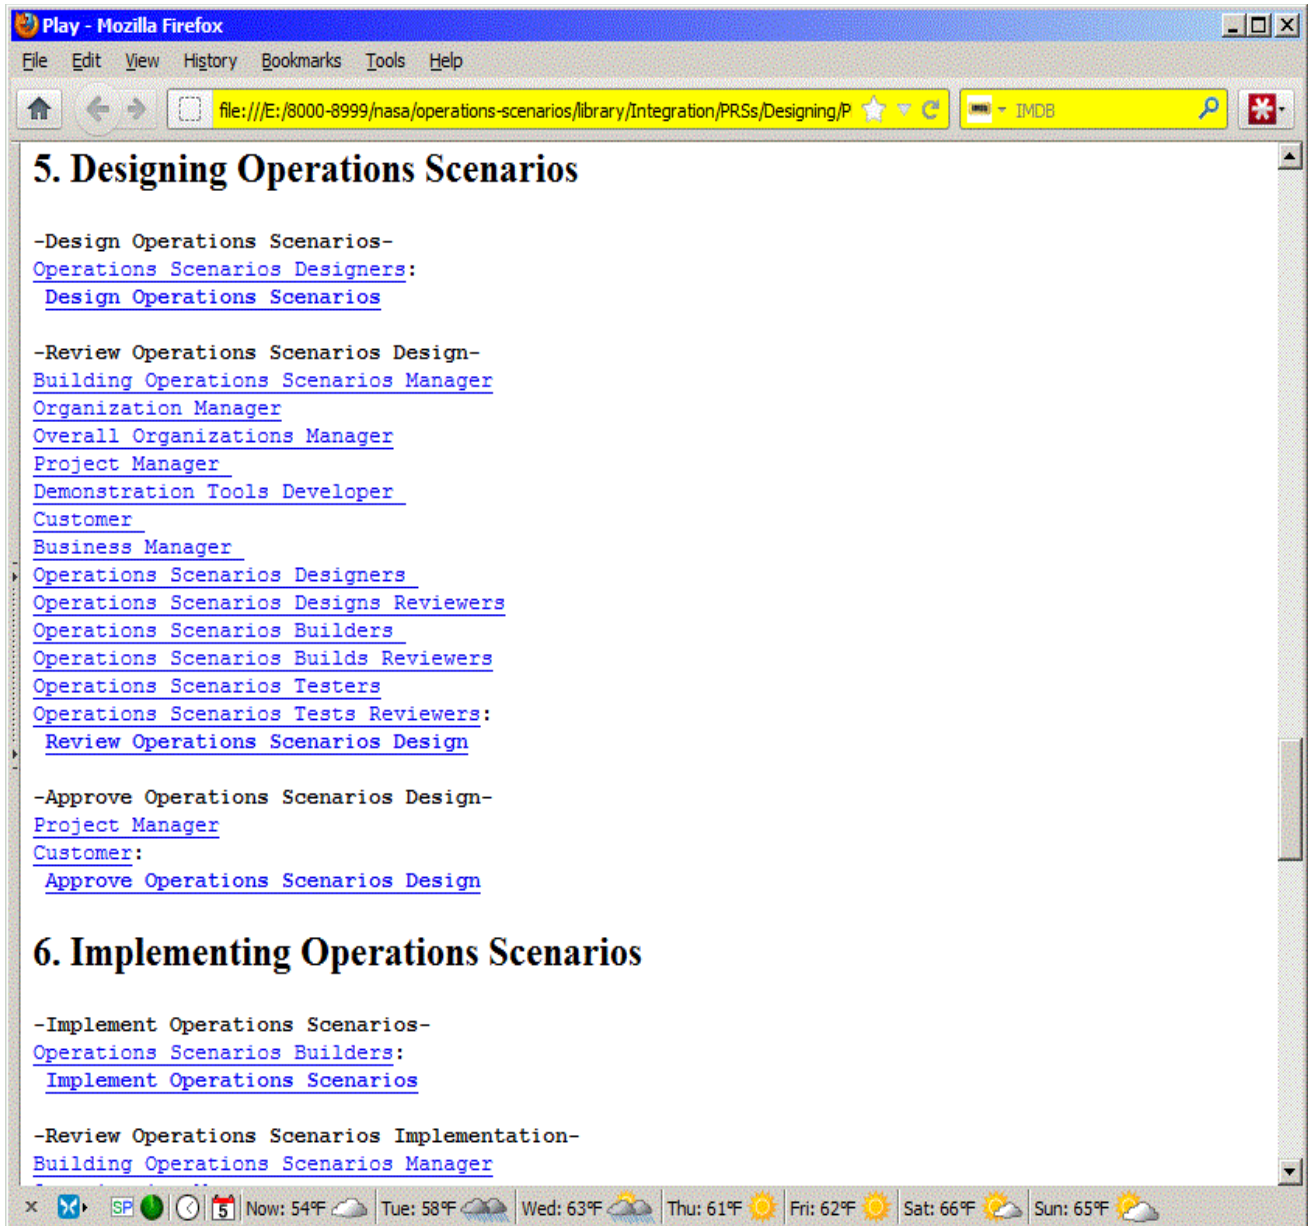 Play - Mozilla Firefox
File Edit View History Bookmarks Tools Help
file:///E:/8000-8999/nasa/operations-scenarios/library/Integration/PRSs/Designing/P IMDB
5. Designing Operations Scenarios
-Design Operations Scenarios-
Operations Scenarios Designers:
Design Operations Scenarios
-Review Operations Scenarios Design-
Building Operations Scenarios Manager
Organization Manager
Overall Organizations Manager
Project Manager
Demonstration Tools Developer
Customer
Business Manager
Operations Scenarios Designers
Operations Scenarios Designs Reviewers
Operations Scenarios Builders
Operations Scenarios Builds Reviewers
Operations Scenarios Testers
Operations Scenarios Tests Reviewers:
Review Operations Scenarios Design
-Approve Operations Scenarios Design-
Project Manager
Customer:
Approve Operations Scenarios Design
6. Implementing Operations Scenarios
-Implement Operations Scenarios-
Operations Scenarios Builders:
Implement Operations Scenarios
-Review Operations Scenarios Implementation-
Building Operations Scenarios Manager
SP 5 Now: 54°F Tue: 58°F Wed: 63°F Thu: 61°F Fri: 62°F Sat: 66°F Sun: 65°F